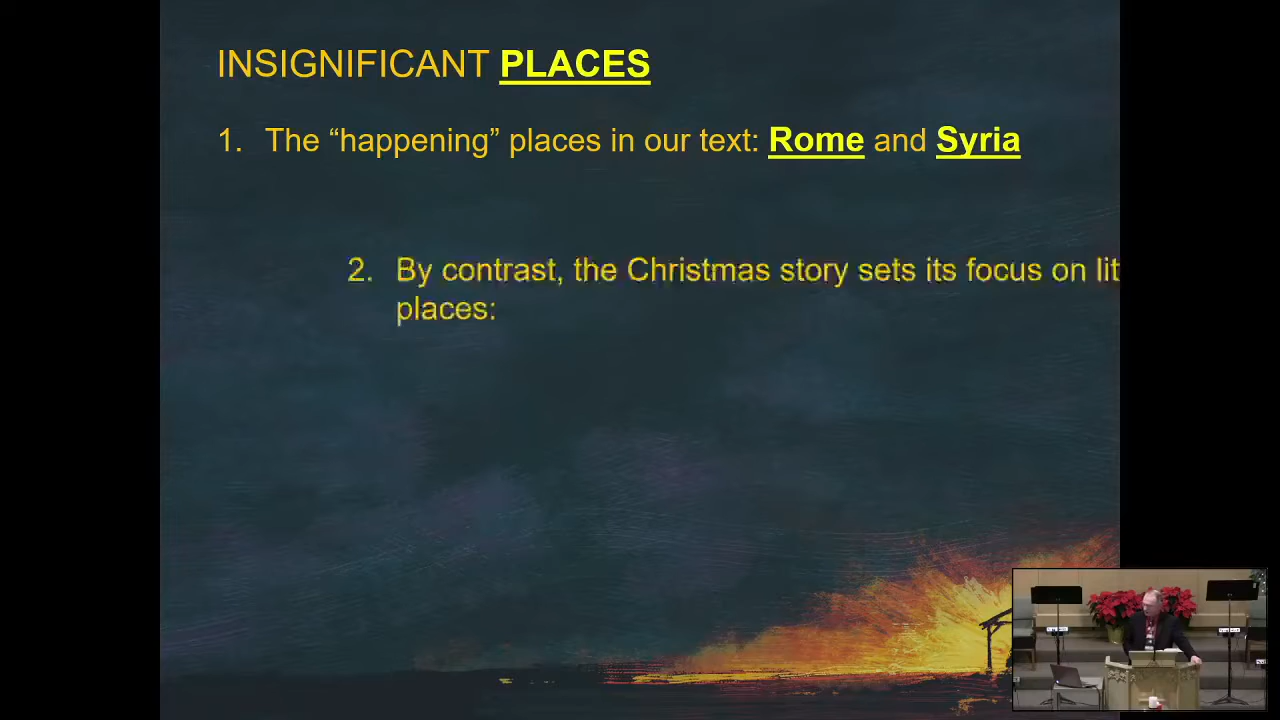 INSIGNIFICANT PLACES
1. The “happening” places in our text: Rome and Syria
2. By contrast, the Christmas story sets its focus on lit
places: